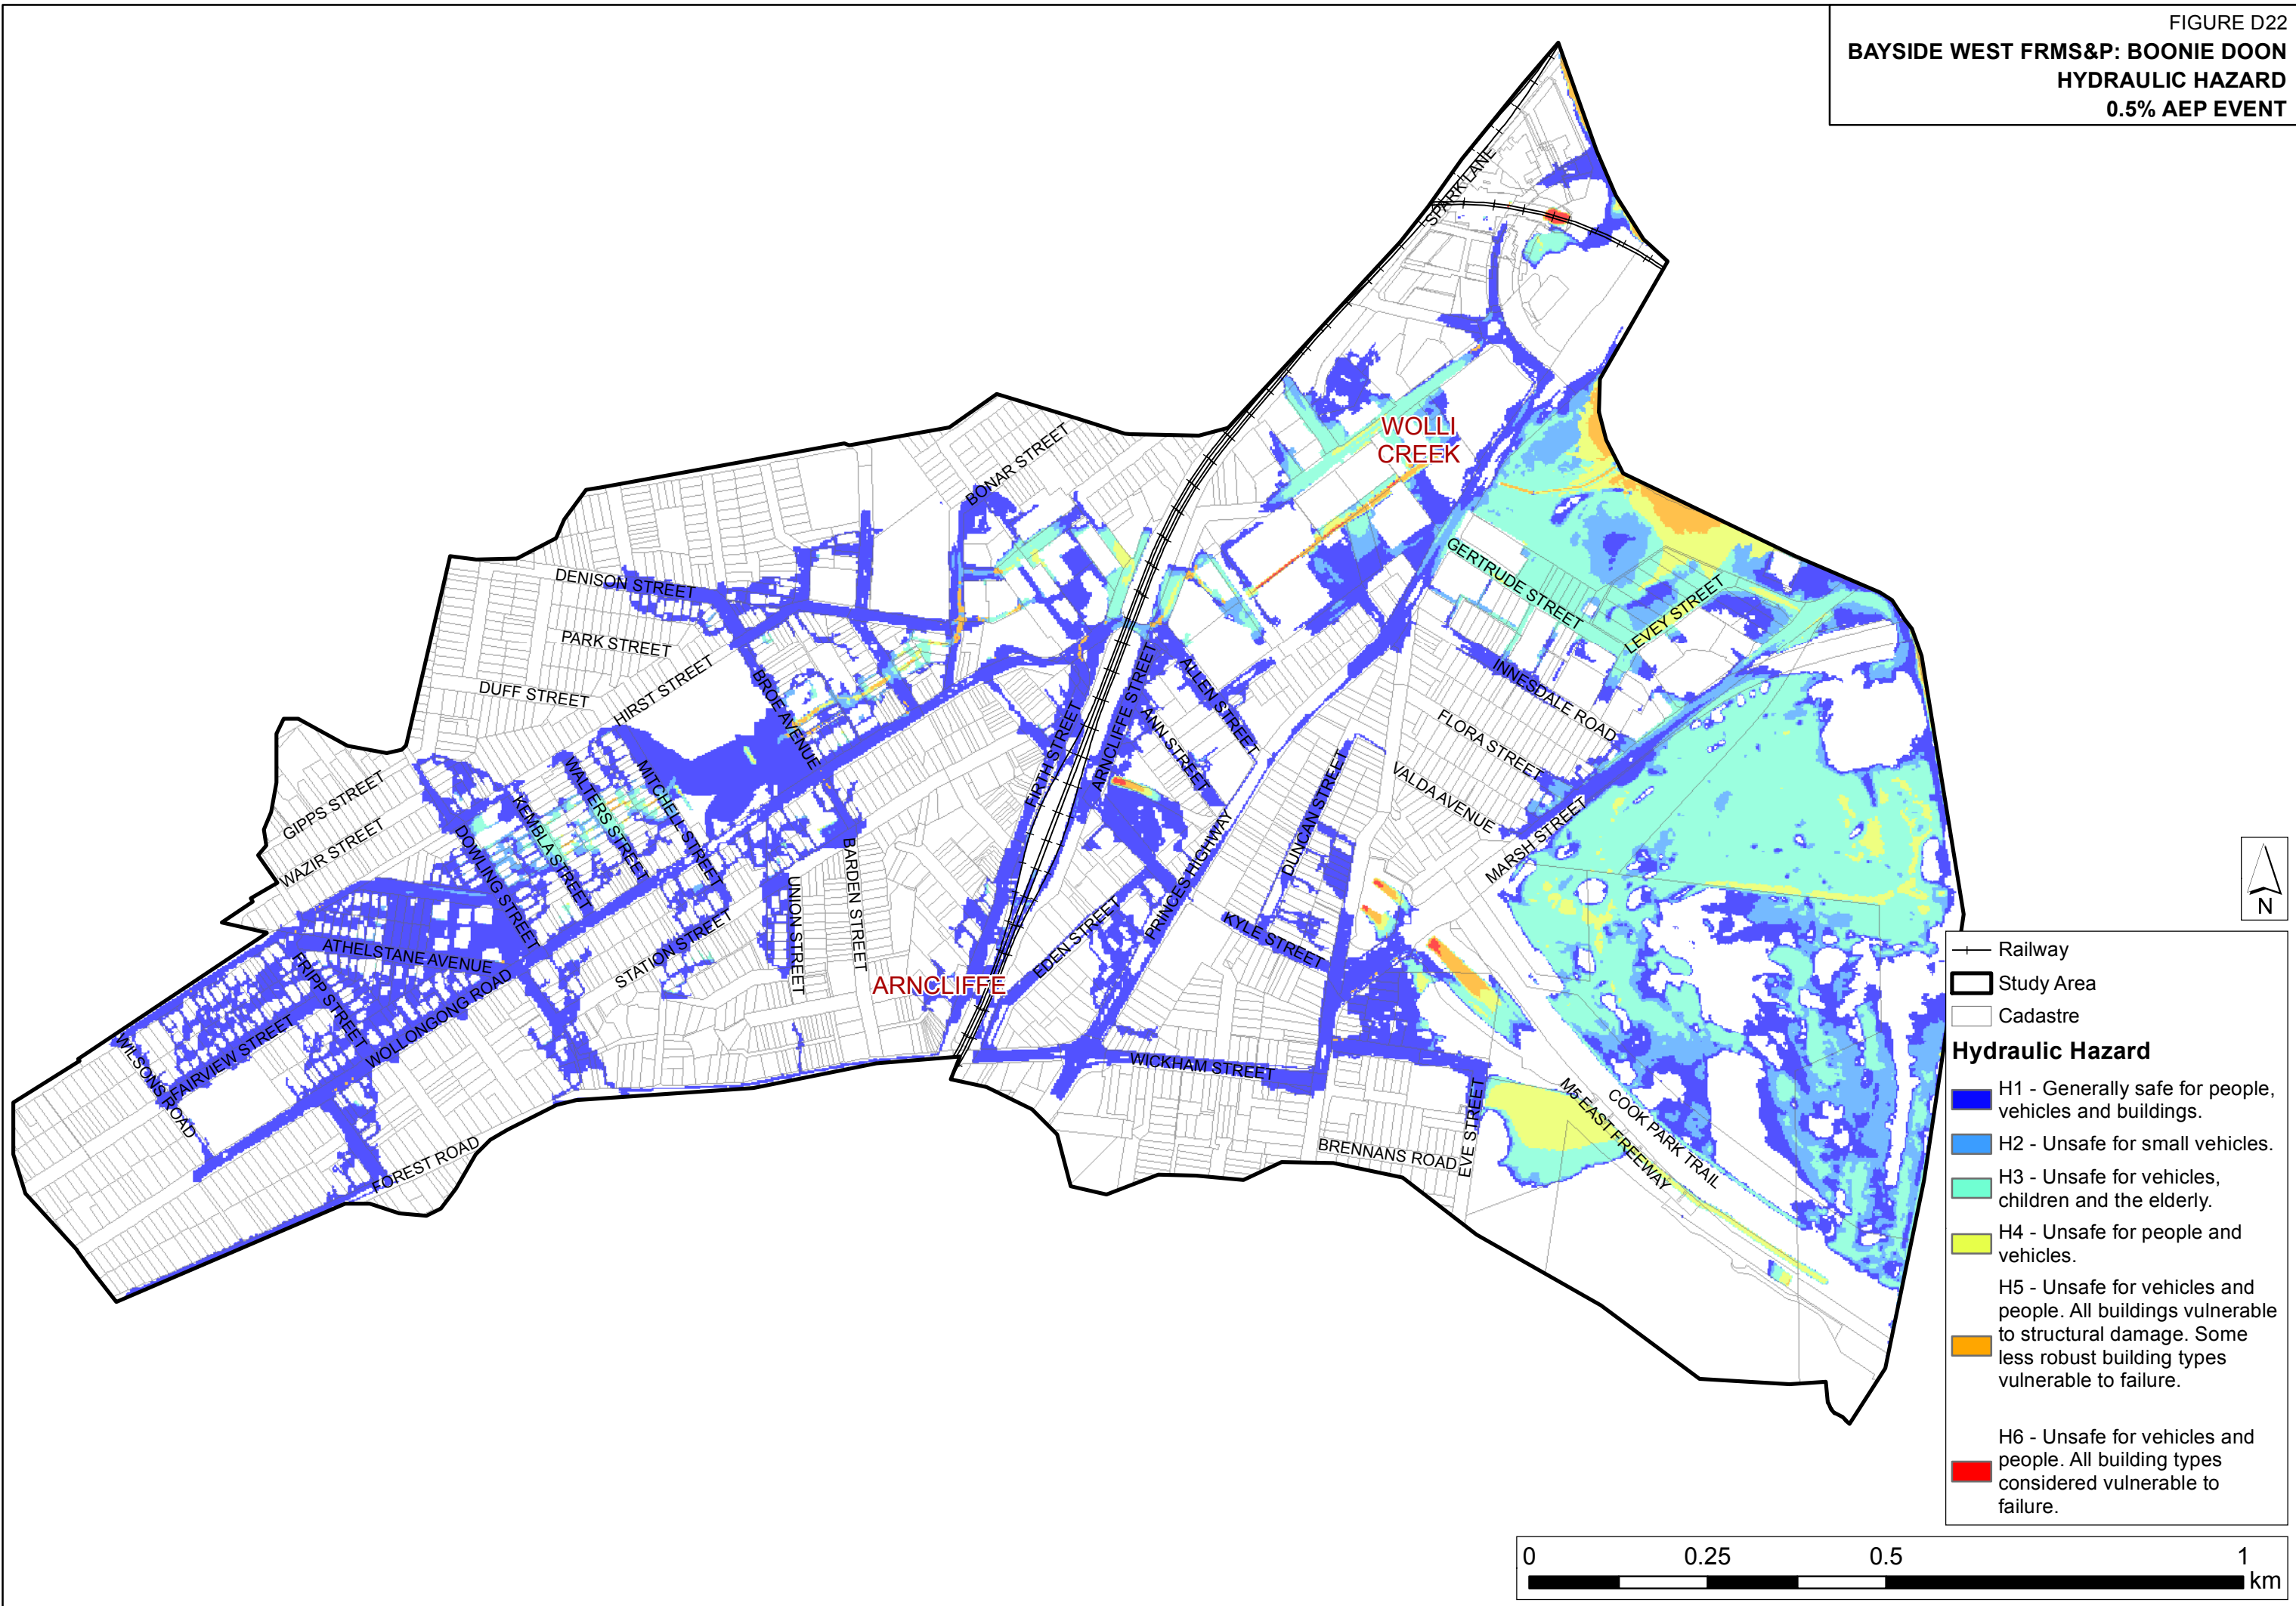 FIGURE D22
BAYSIDE WEST FRMS&P: BOONIE DOON
HYDRAULIC HAZARD
0.5% AEP EVENT
SPARK LANE
WOLLI
CREEK
BONAR STREET
DENISON STREET
PARK STREET
DUFF STREET
HIRST STREET
BROE AVENUE
GERTRUDE STREET
LEVEY STREET
INNESDALE ROAD
FLORA STREET
VALDA AVENUE
MARSH STREET
ALLEN STREET
ANN STREET
ARNCLIFFE STREET
FIRTH STREET
DUNCAN STREET
PRINCES HIGHWAY
GIPPS STREET
WAZIR STREET
WALTERS STREET
MITCHELL STREET
KEMBLA STREET
DOWLING STREET
BARDEN STREET
UNION STREET
STATION STREET
EDEN STREET
KYLE STREET
ARNCLIFFE
ATHELSTANE AVENUE
FRIPP STREET
WOLLONGONG ROAD
FAIRVIEW STREET
WILSONS ROAD
FOREST ROAD
WICKHAM STREET
BRENNANS ROAD
EVE STREET
M5 EAST FREEWAY
COOK PARK TRAIL
N
Railway
Study Area
Cadastre
Hydraulic Hazard
H1 - Generally safe for people,
vehicles and buildings.
H2 - Unsafe for small vehicles.
H3 - Unsafe for vehicles,
children and the elderly.
H4 - Unsafe for people and
vehicles.
H5 - Unsafe for vehicles and
people. All buildings vulnerable
to structural damage. Some
less robust building types
vulnerable to failure.
H6 - Unsafe for vehicles and
people. All building types
considered vulnerable to
failure.
0 0.25 0.5 1
km